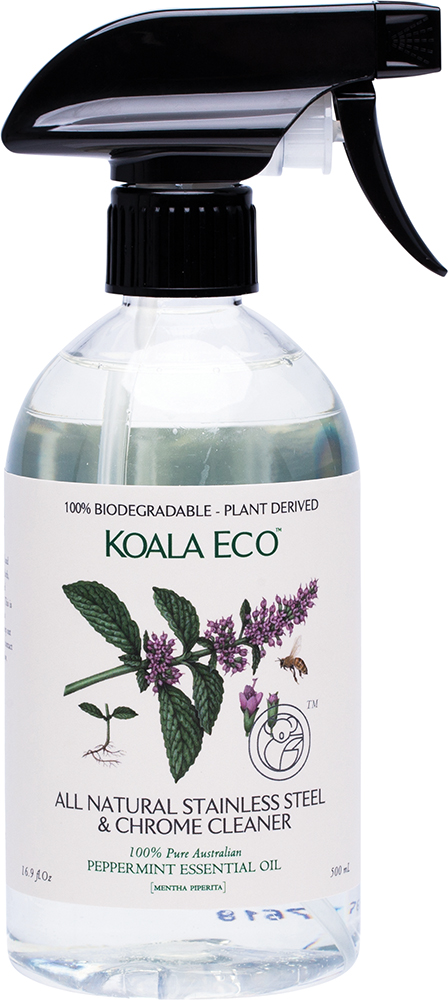 100% BIODEGRADABLE - PLANT DERIVED
KOALA ECO™
TM
ALL NATURAL STAINLESS STEEL
& CHROME CLEANER
100% Pure Australian
PEPPERMINT ESSENTIAL OIL
16.9 fl.Oz
500 mL
[MENTHA PIPERITA]